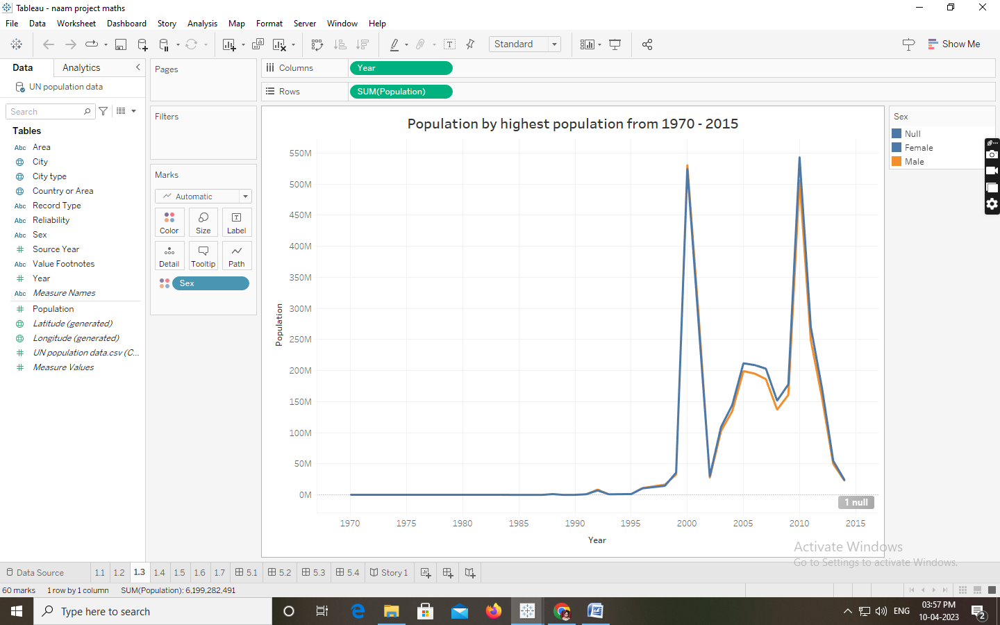 Tableau - naam project maths
File Data Worksheet Dashboard Story Analysis Map Format Server Window Help
Standard
Show Me
Data Analytics
UN population data
Search
Tables
Abc Area
City
City type
Country or Area
Abc Record Type
Abc Reliability
Abc Sex
Source Year
Abc Value Footnotes
Year
Abc Measure Names
Population
Latitude (generated)
Longitude (generated)
UN population data.csv (C...
Measure Values
Pages
Filters
Marks
Automatic
Color Size Label
Detail Tooltip Path
Sex
Columns Year
Rows SUM(Population)
Population by highest population from 1970 - 2015
550M
500M
450M
400M
350M
300M
250M
200M
150M
100M
50M
0M
Population
1 null
1970 1975 1980 1985 1990 1995 2000 2005 2010 2015
Year
Sex
Null
Female
Male
Activate Windows
Go to Settings to activate Windows.
Data Source 1.1 1.2 1.3 1.4 1.5 1.6 1.7 5.1 5.2 5.3 5.4 Story 1
60 marks 1 row by 1 column SUM(Population): 6,199,282,491
Type here to search
ENG
03:57 PM
10-04-2023
2